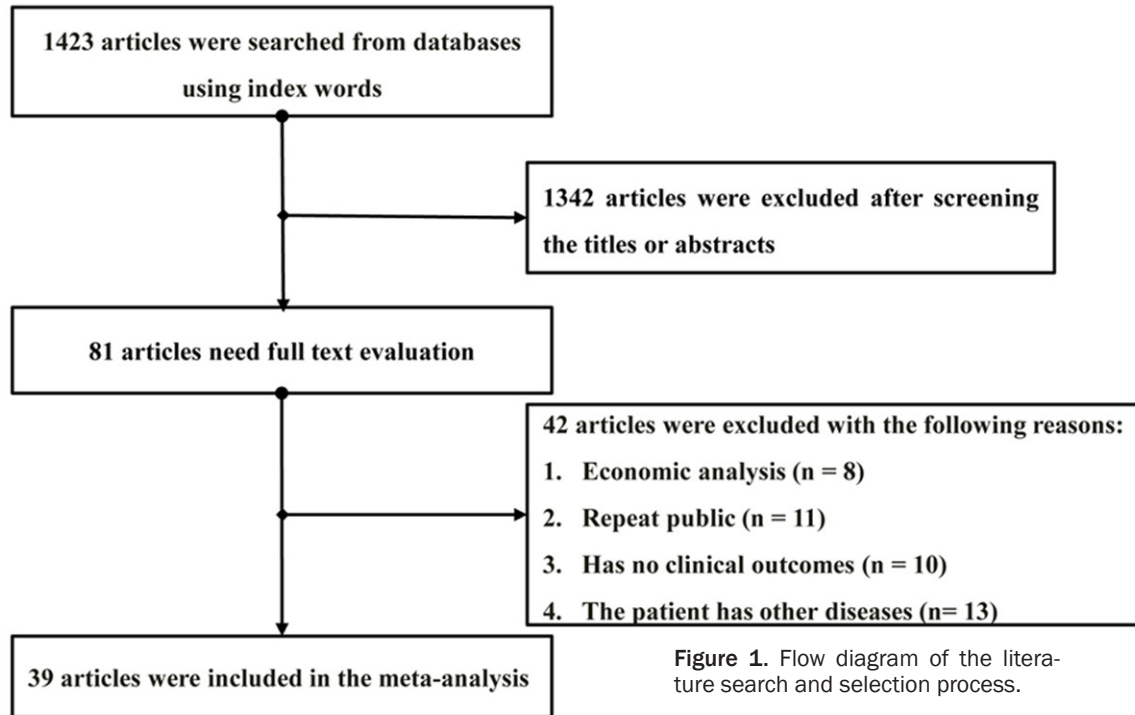 1423 articles were searched from databases
using index words
1342 articles were excluded after screening
the titles or abstracts
81 articles need full text evaluation
42 articles were excluded with the following reasons:
1. Economic analysis (n = 8)
2. Repeat public (n = 11)
3. Has no clinical outcomes (n = 10)
4. The patient has other diseases (n= 13)
39 articles were included in the meta-analysis
Figure 1. Flow diagram of the litera-
ture search and selection process.